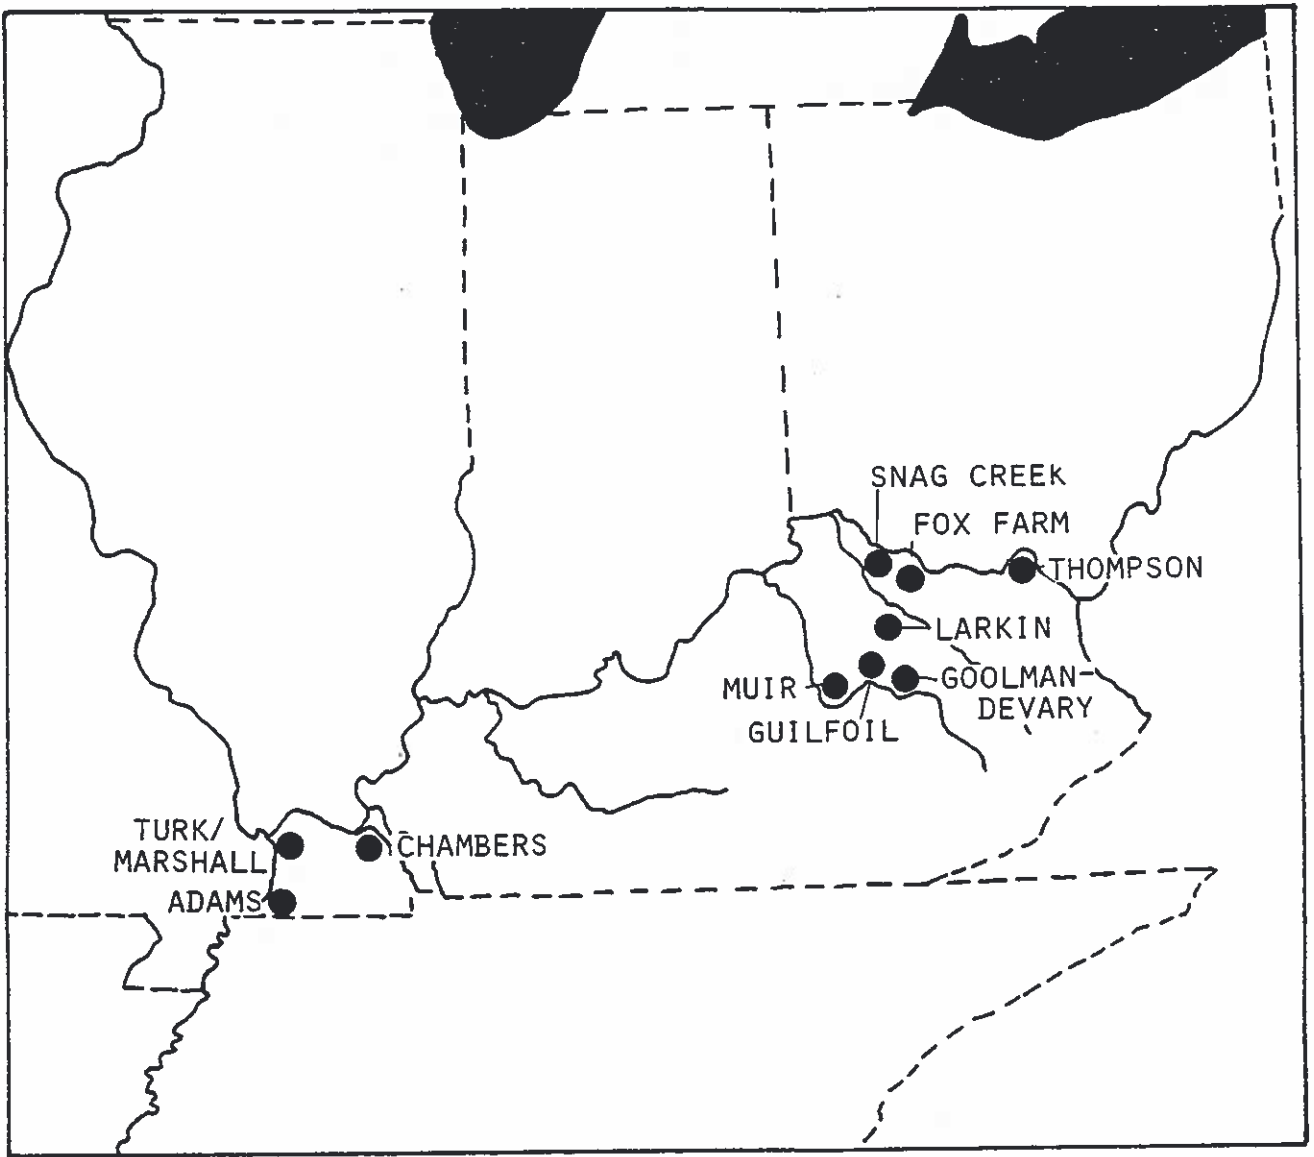 SNAG CREEK
FOX FARM
THOMPSON
LARKIN
MUIR
GOOLMAN-
DEVARY
GUILFOIL
TURK/
MARSHALL
CHAMBERS
ADAMS